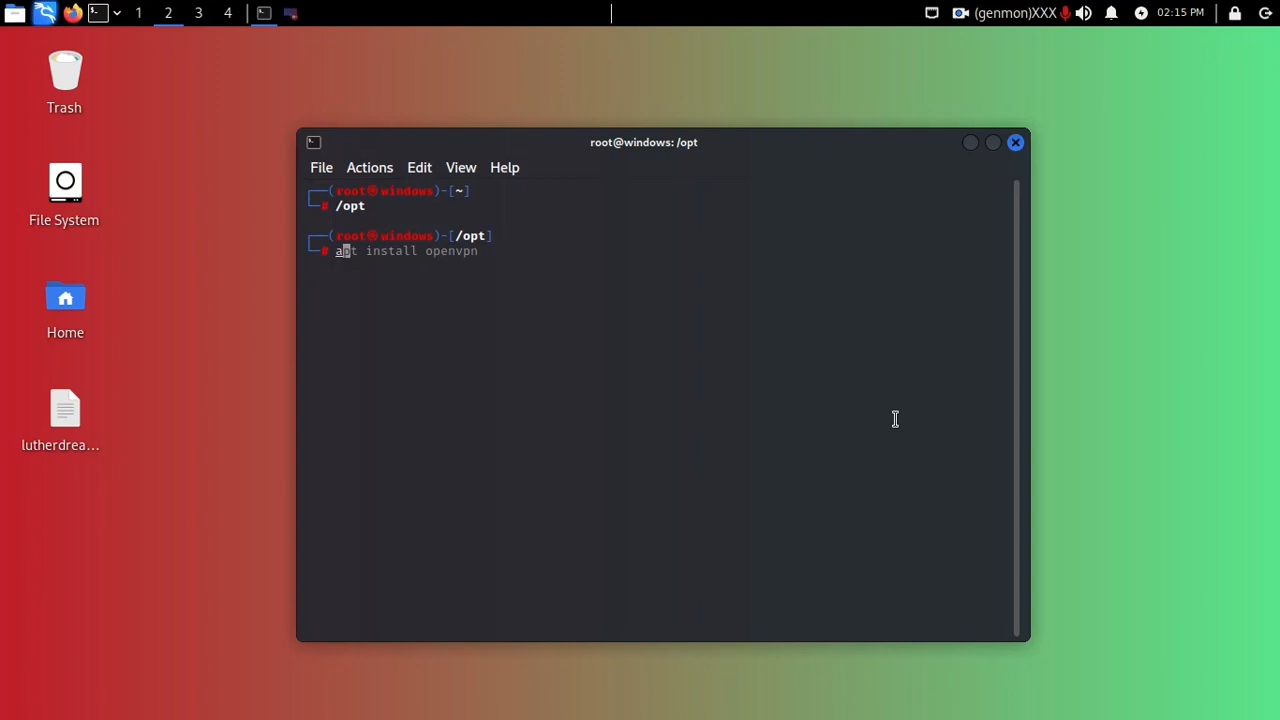 1 2 3 4 (genmon)XXX 02:15 PM
Trash
File System
Home
lutherdrea...
root@windows: /opt
File Actions Edit View Help
┌──(root㉿windows)-[~]
└─# /opt
┌──(root㉿windows)-[/opt]
└─# apt install openvpn